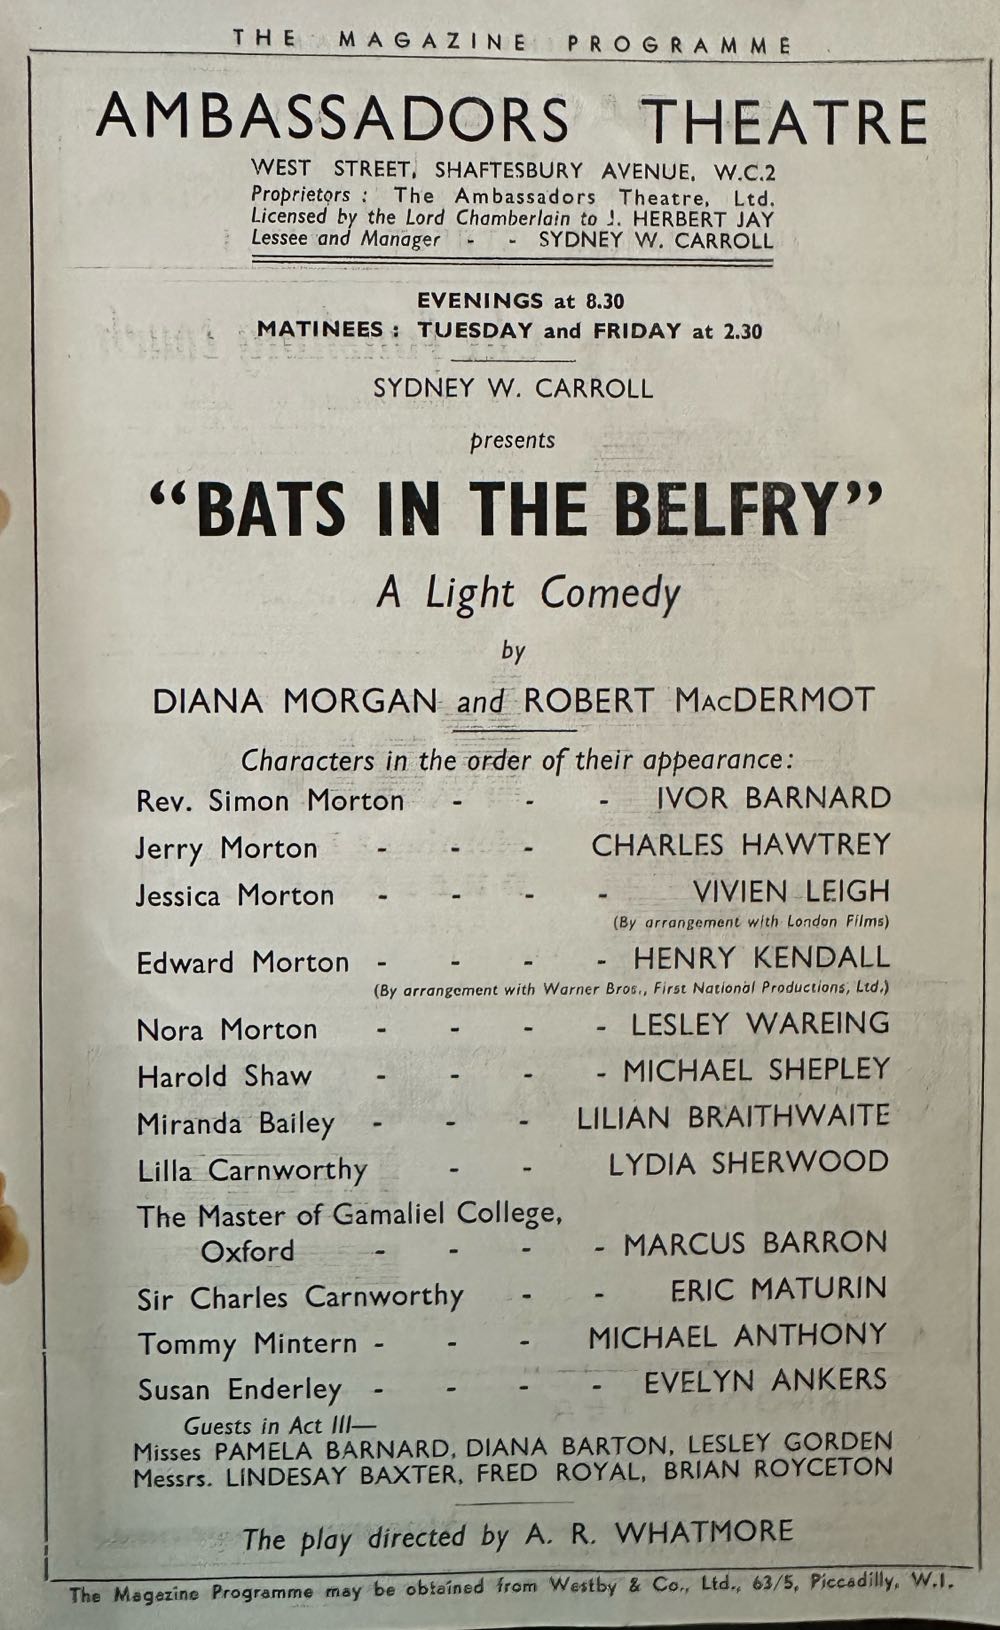 THE MAGAZINE PROGRAMME
AMBASSADORS THEATRE
WEST STREET, SHAFTESBURY AVENUE, W.C.2
Proprietors : The Ambassadors Theatre, Ltd.
Licensed by the Lord Chamberlain to J. HERBERT JAY
Lessee and Manager - - SYDNEY W. CARROLL
EVENINGS at 8.30
MATINEES : TUESDAY and FRIDAY at 2.30
SYDNEY W. CARROLL
presents
“BATS IN THE BELFRY”
A Light Comedy
by
DIANA MORGAN and ROBERT MacDERMOT
Characters in the order of their appearance:
Rev. Simon Morton - - - IVOR BARNARD
Jerry Morton - - - CHARLES HAWTREY
Jessica Morton - - - - VIVIEN LEIGH
(By arrangement with London Films)
Edward Morton - - - - HENRY KENDALL
(By arrangement with Warner Bros., First National Productions, Ltd.)
Nora Morton - - - - LESLEY WAREING
Harold Shaw - - - - MICHAEL SHEPLEY
Miranda Bailey - - - LILIAN BRAITHWAITE
Lilla Carnworthy - - LYDIA SHERWOOD
The Master of Gamaliel College,
Oxford - - - - MARCUS BARRON
Sir Charles Carnworthy - - ERIC MATURIN
Tommy Mintern - - - MICHAEL ANTHONY
Susan Enderley - - - - EVELYN ANKERS
Guests in Act III—
Misses PAMELA BARNARD, DIANA BARTON, LESLEY GORDEN
Messrs. LINDESAY BAXTER, FRED ROYAL, BRIAN ROYCETON
The play directed by A. R. WHATMORE
The Magazine Programme may be obtained from Westby & Co., Ltd., 63/5, Piccadilly, W.1.